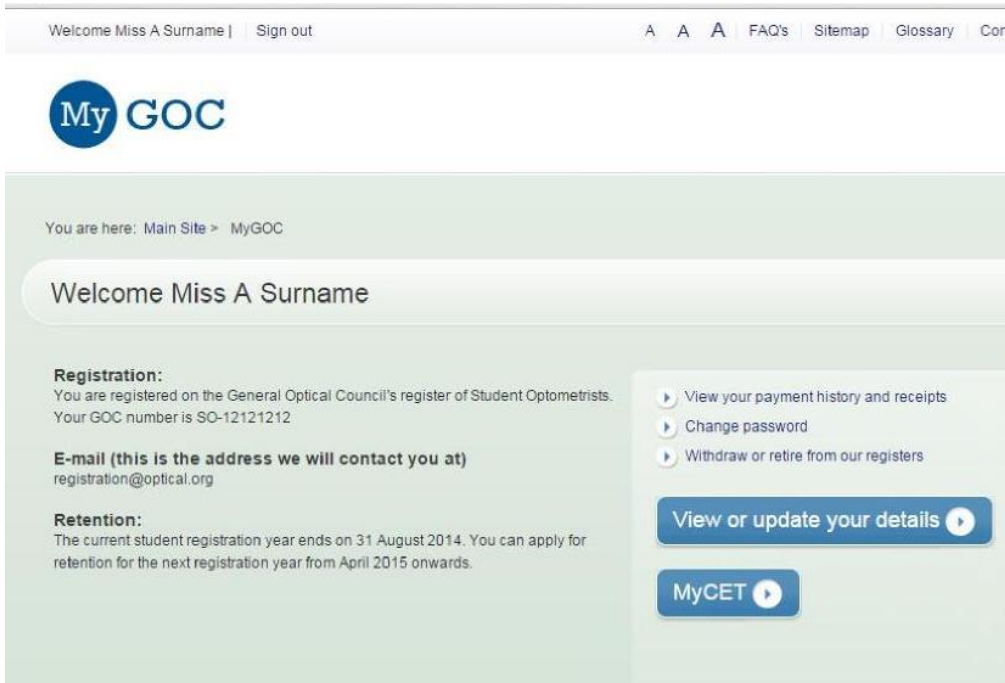 Welcome Miss A Surname | Sign out A A A FAQ's Sitemap Glossary
My GOC
You are here: Main Site > MyGOC
Welcome Miss A Surname
Registration:
You are registered on the General Optical Council's register of Student Optometrists.
Your GOC number is SO-12121212
E-mail (this is the address we will contact you at)
registration@optical.org
Retention:
The current student registration year ends on 31 August 2014. You can apply for
retention for the next registration year from April 2015 onwards.
View your payment history and receipts
Change password
Withdraw or retire from our registers
View or update your details
MyCET